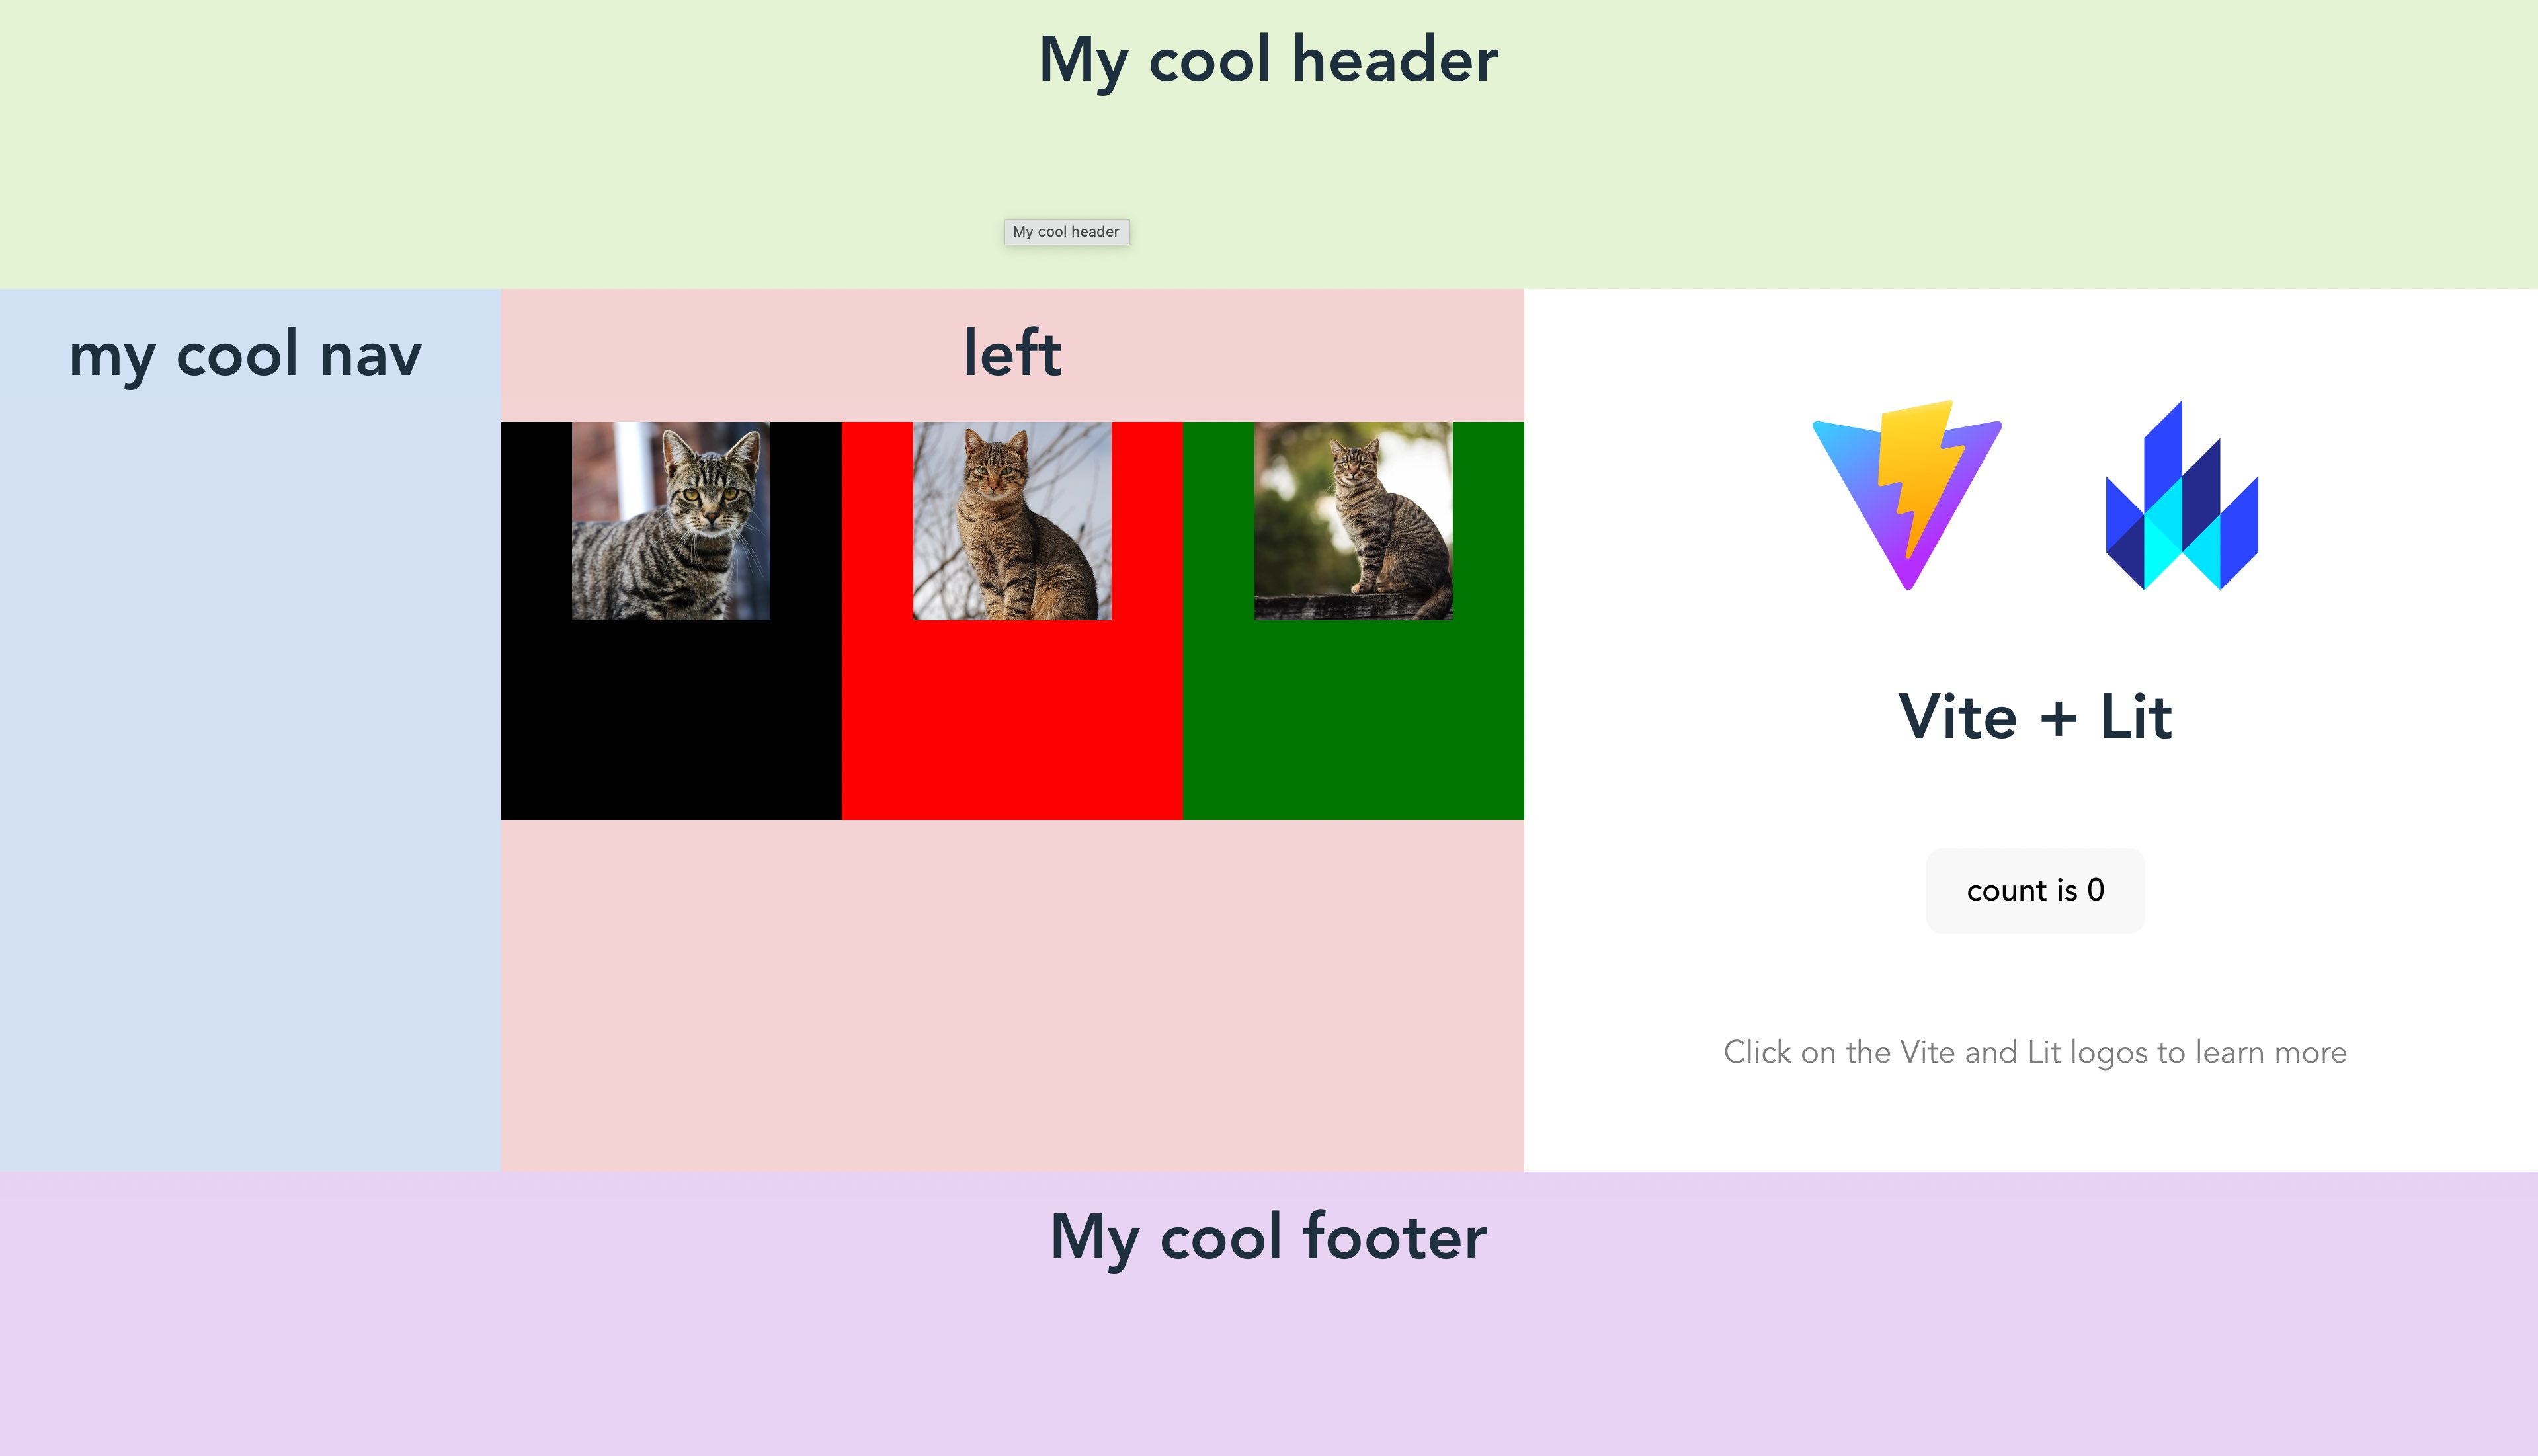 My cool header
My cool header
my cool nav
left
Vite + Lit
count is 0
Click on the Vite and Lit logos to learn more
My cool footer